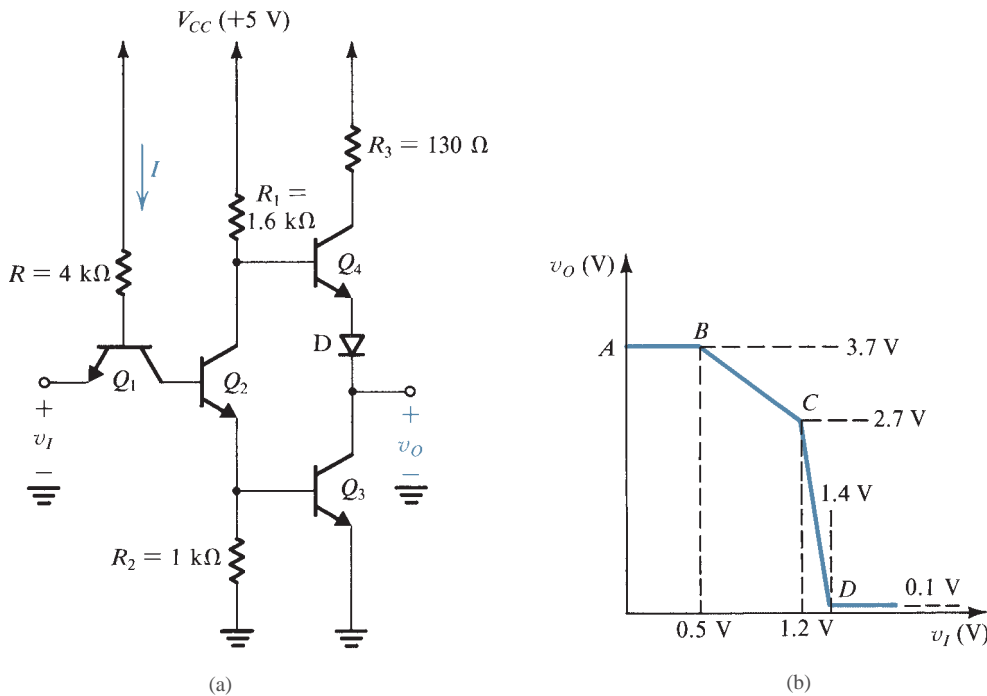 V_CC (+5 V)
I
R_3 = 130 Ω
R_1 =
1.6 kΩ
R = 4 kΩ
Q_4
D
Q_1
Q_2
+
v_I
−
+
v_O
−
Q_3
R_2 = 1 kΩ
(a)
v_O (V)
A
B
3.7 V
C
2.7 V
1.4 V
D
0.1 V
0.5 V
1.2 V
v_I (V)
(b)